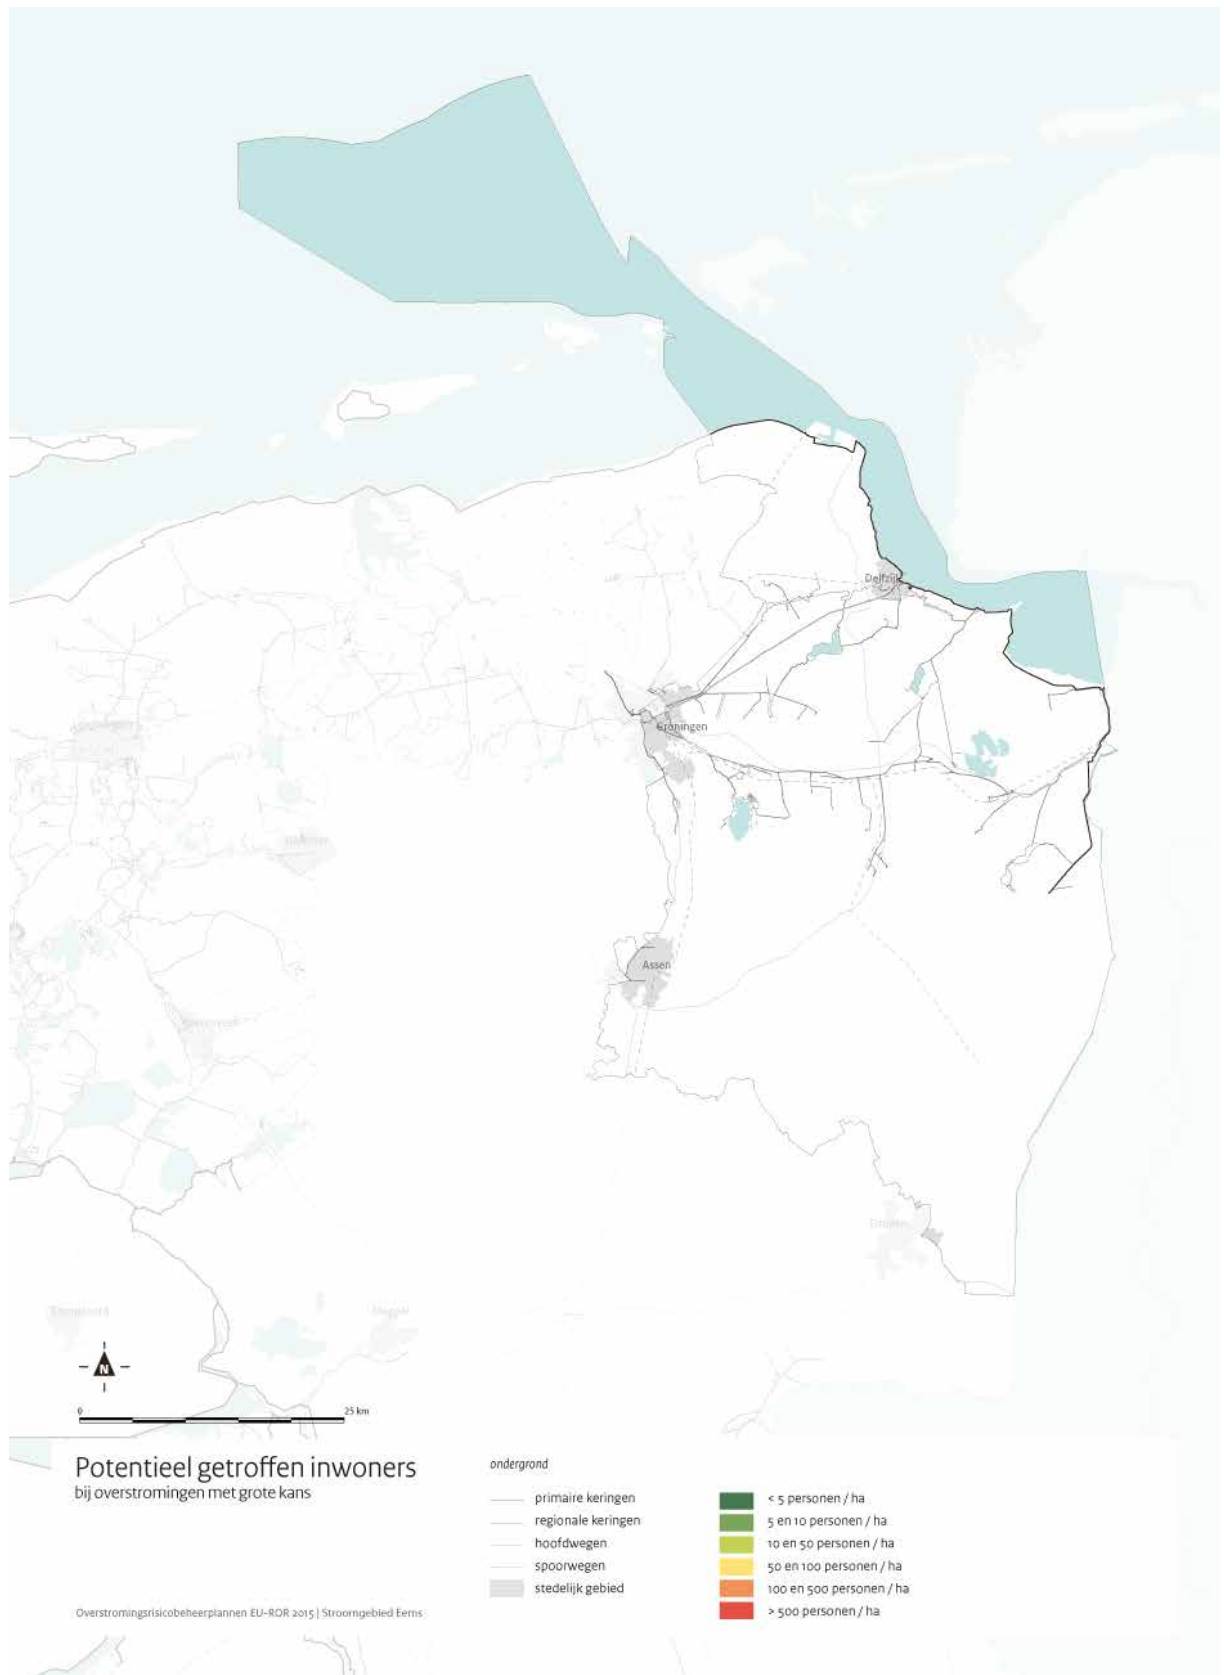 Delfzijl
Groningen
Assen
Emmen
Meppel
N
0
25 km
Potentieel getroffen inwoners
bij overstromingen met grote kans
ondergrond
primaire keringen
regionale keringen
hoofdwegen
spoorwegen
stedelijk gebied
< 5 personen / ha
5 en 10 personen / ha
10 en 50 personen / ha
50 en 100 personen / ha
100 en 500 personen / ha
> 500 personen / ha
Overstromingsrisicobeheerplannen EU-ROR 2015 | Stroomgebied Eems